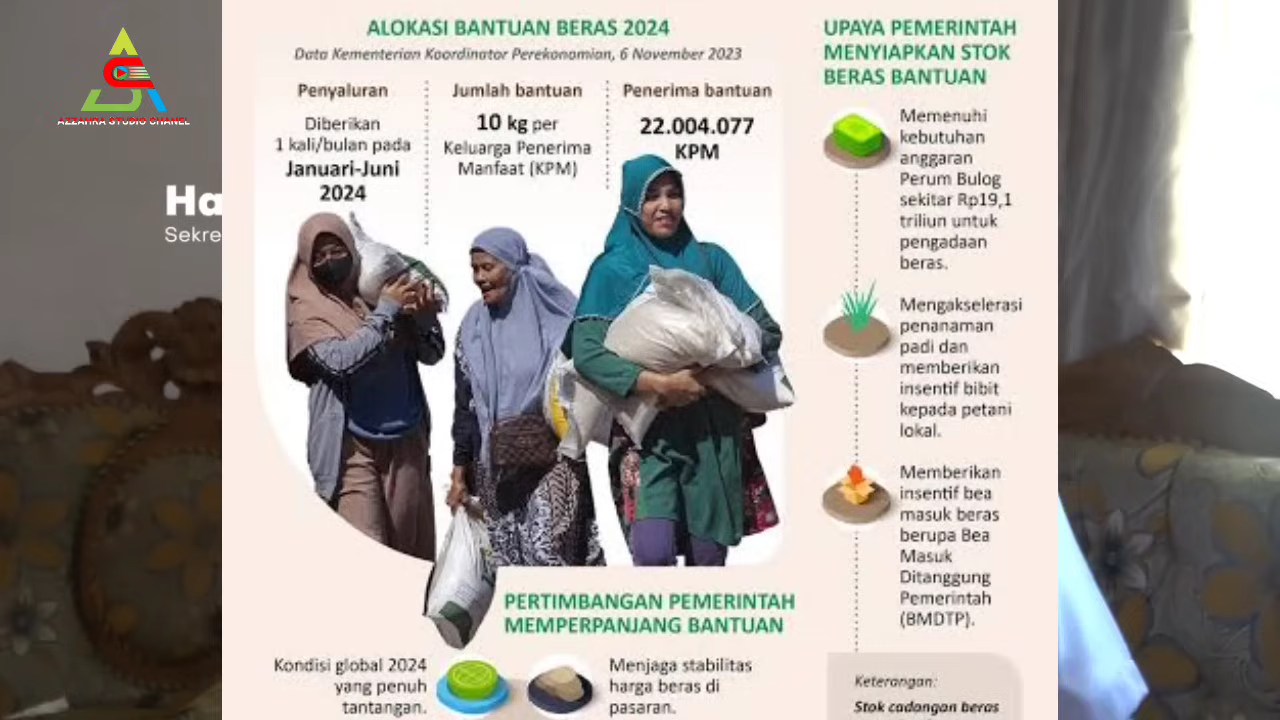 AZZAHRA STUDIO CHANEL
Ha
Sekre
ALOKASI BANTUAN BERAS 2024
Data Kementerian Koordinator Perekonomian, 6 November 2023
Penyaluran
Diberikan
1 kali/bulan pada
Januari-Juni
2024
Jumlah bantuan
10 kg per
Keluarga Penerima
Manfaat (KPM)
Penerima bantuan
22.004.077
KPM
PERTIMBANGAN PEMERINTAH
MEMPERPANJANG BANTUAN
Kondisi global 2024
yang penuh
tantangan.
Menjaga stabilitas
harga beras di
pasaran.
UPAYA PEMERINTAH
MENYIAPKAN STOK
BERAS BANTUAN
Memenuhi
kebutuhan
anggaran
Perum Bulog
sekitar Rp19,1
triliun untuk
pengadaan
beras.
Mengakselerasi
penanaman
padi dan
memberikan
insentif bibit
kepada petani
lokal.
Memberikan
insentif bea
masuk beras
berupa Bea
Masuk
Ditanggung
Pemerintah
(BMDTP).
Keterangan:
Stok cadangan beras